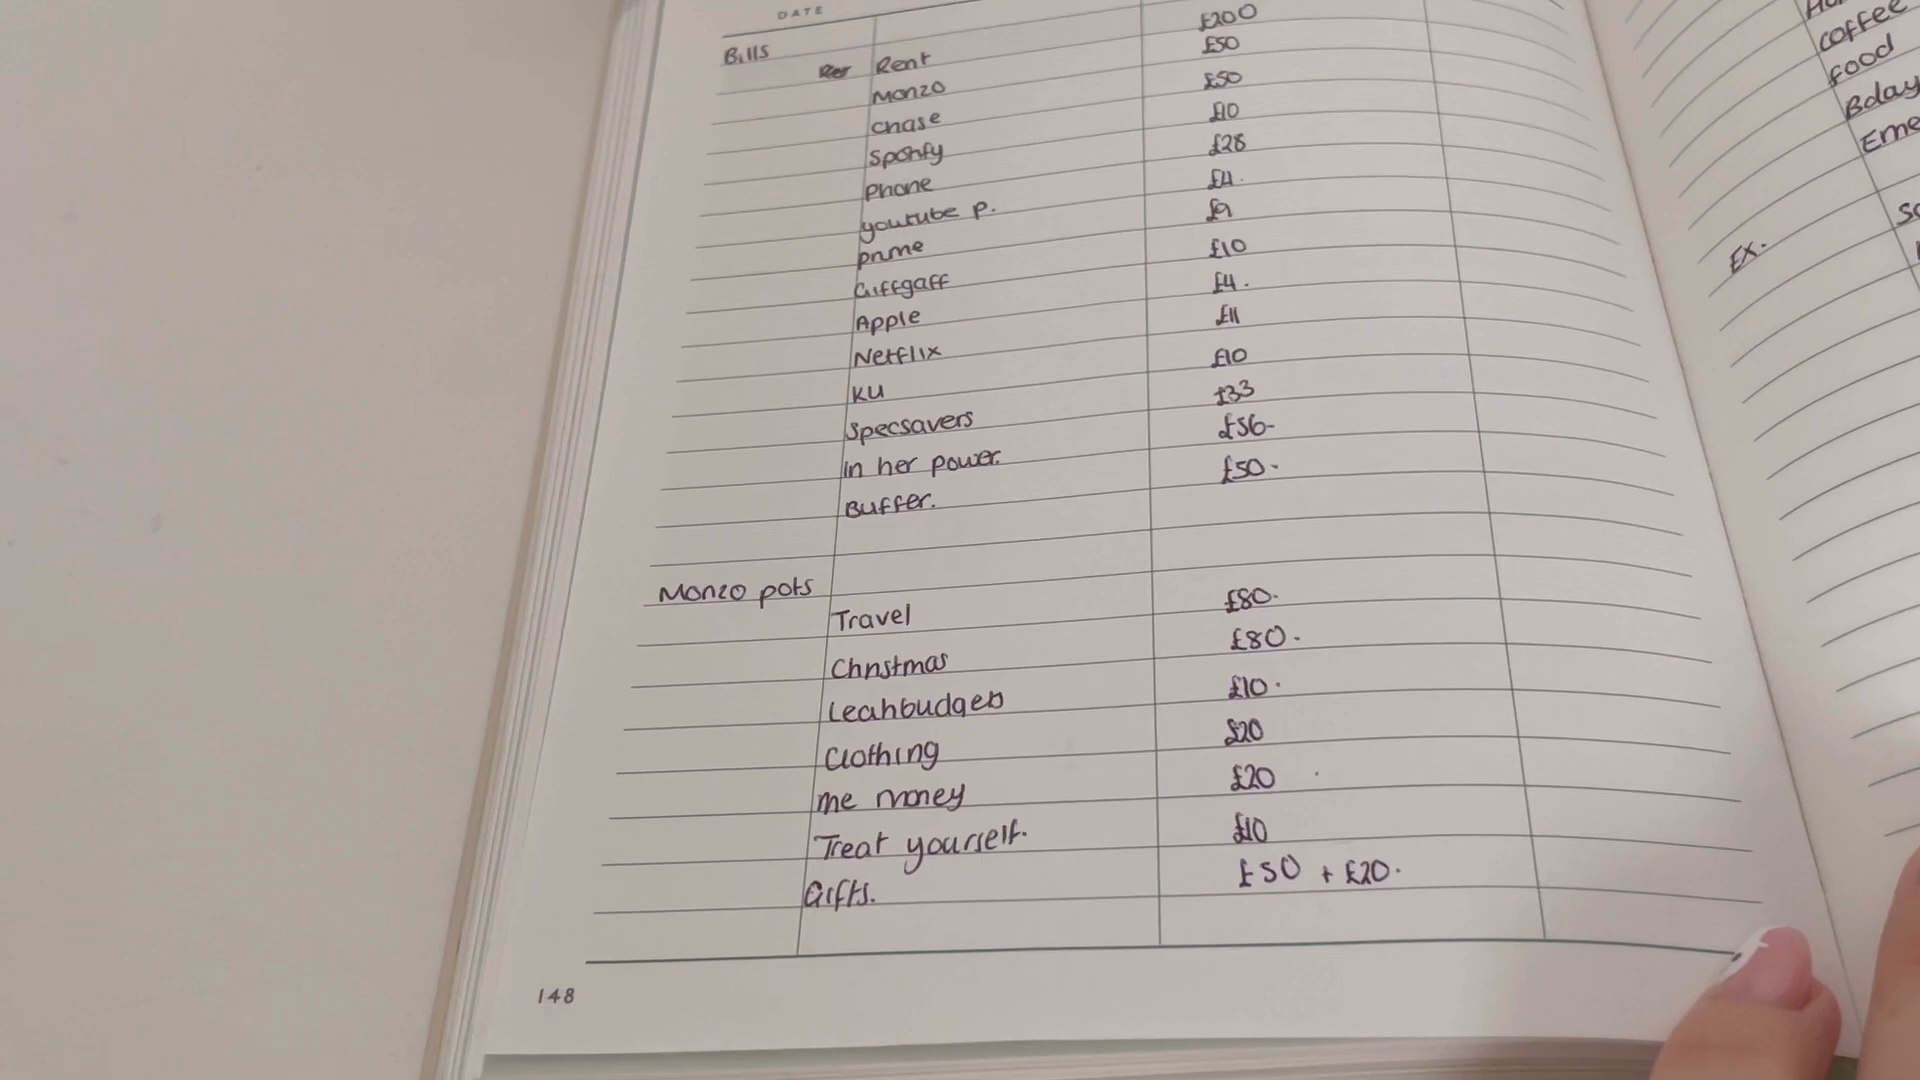 DATE
Bills
Rent £200
Monzo £50
chase £50
Spotify £10
Phone £28
youtube p. £4.
prime £9
Giffgaff £10
Apple £4.
Netflix £11
KU £10
Specsavers £33
in her power. £56-
Buffer. £50.
Monzo pots
Travel £80.
Christmas £80.
Leahbudgets £10.
Clothing £20
me money £20
Treat yourself. £10
Gifts. £50 + £20.
148
coffee
food
Bday
EX.